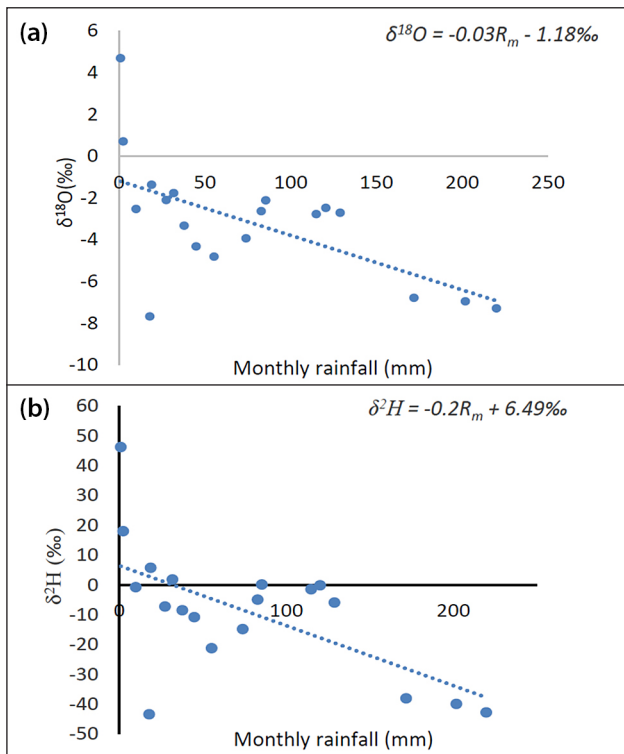 (a)
δ¹⁸O = -0.03Rₘ - 1.18‰
6
4
2
0
-2
-4
-6
-8
-10
δ¹⁸O(‰)
0 50 100 150 200 250
Monthly rainfall (mm)
(b)
δ²H = -0.2Rₘ + 6.49‰
60
50
40
30
20
10
0
-10
-20
-30
-40
-50
δ²H (‰)
0 100 200
Monthly rainfall (mm)